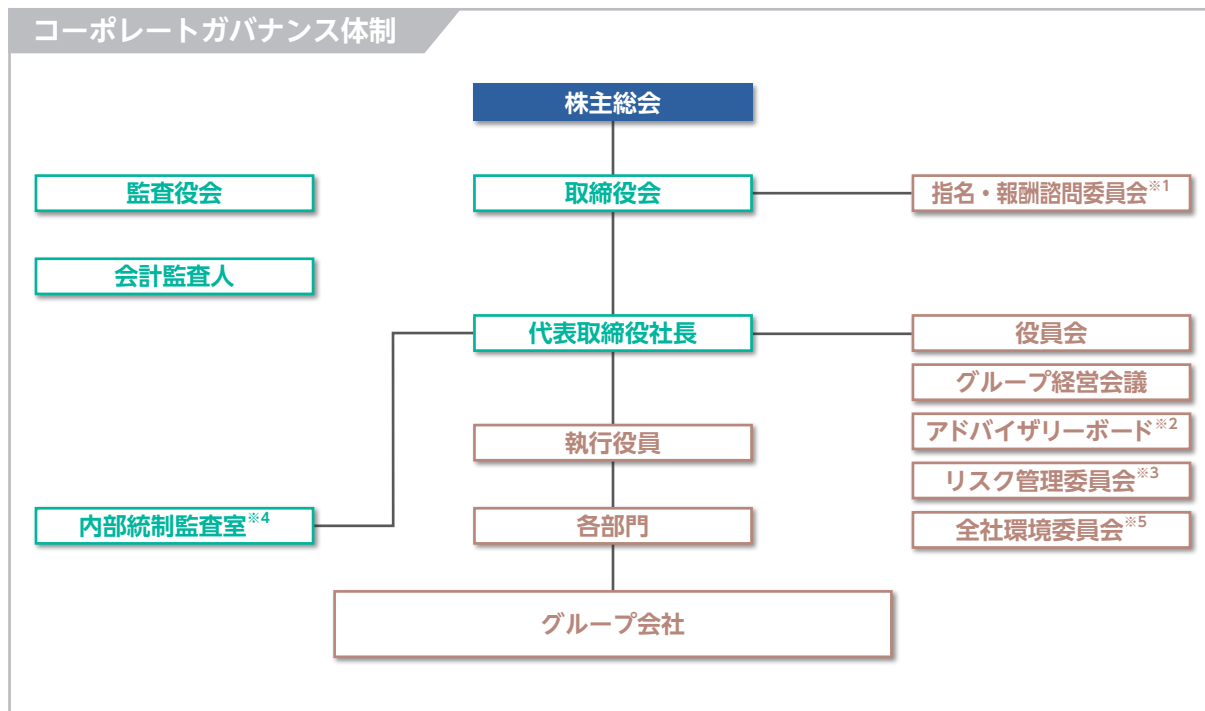 コーポレートガバナンス体制
株主総会
監査役会
取締役会
指名・報酬諮問委員会※1
会計監査人
代表取締役社長
役員会
グループ経営会議
アドバイザリーボード※2
執行役員
リスク管理委員会※3
内部統制監査室※4
各部門
全社環境委員会※5
グループ会社